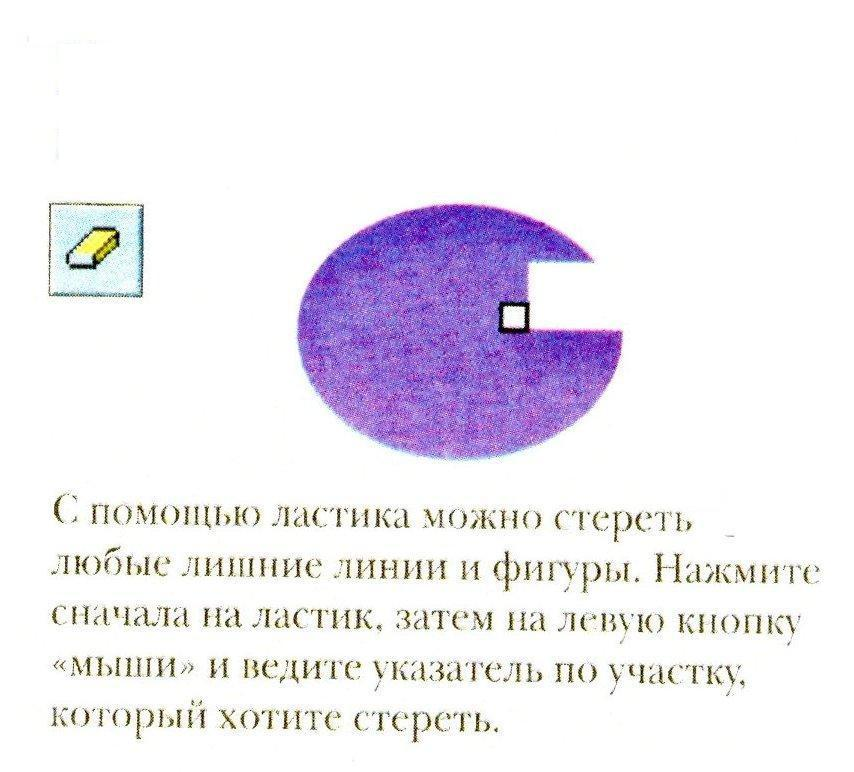 С помощью ластика можно стереть
любые лишние линии и фигуры. Нажмите
сначала на ластик, затем на левую кнопку
«мыши» и ведите указатель по участку,
который хотите стереть.